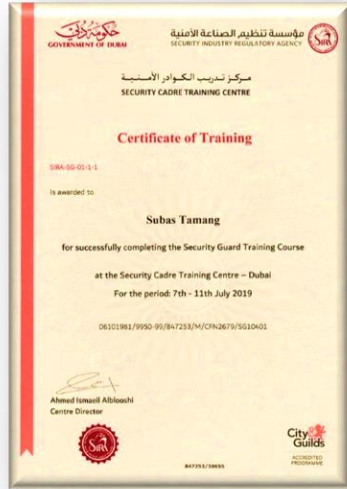 حكومة دبي
GOVERNMENT OF DUBAI
مؤسسة تنظيم الصناعة الأمنية
SECURITY INDUSTRY REGULATORY AGENCY
SIRA
مركز تدريب الكوادر الأمنية
SECURITY CADRE TRAINING CENTRE
Certificate of Training
SIRA-SG-01-1-1
is awarded to
Subas Tamang
for successfully completing the Security Guard Training Course
at the Security Cadre Training Centre – Dubai
For the period: 7th - 11th July 2019
06101981/9950-99/847253/M/CFN2679/SG10401
Ahmed Ismaeil Alblooshi
Centre Director
SIRA
City&
Guilds
ACCREDITED
PROGRAMME